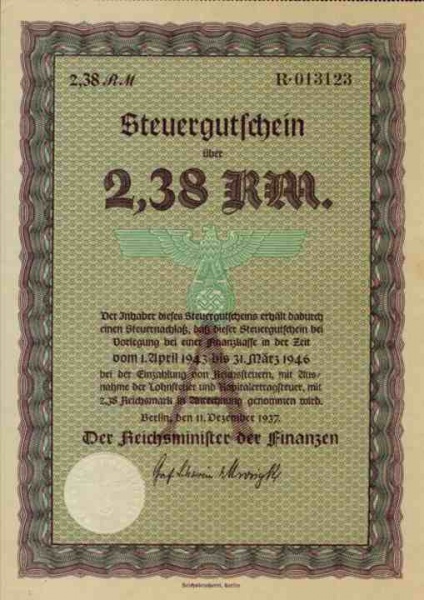 2,38 RM R·013123
Steuergutschein
über
2,38 RM.
Der Inhaber dieses Steuergutscheins erhält dadurch
einen Steuernachlaß, daß dieser Steuergutschein bei
Vorlegung bei einer Finanzkasse in der Zeit
vom 1. April 1943 bis 31. März 1946
bei der Einzahlung von Reichssteuern, mit Aus-
nahme der Lohnsteuer und Kapitalertragsteuer, mit
2,38 Reichsmark in Anrechnung genommen wird.
Berlin, den 11. Dezember 1937.
Der Reichsminister der Finanzen
Reichsdruckerei, Berlin